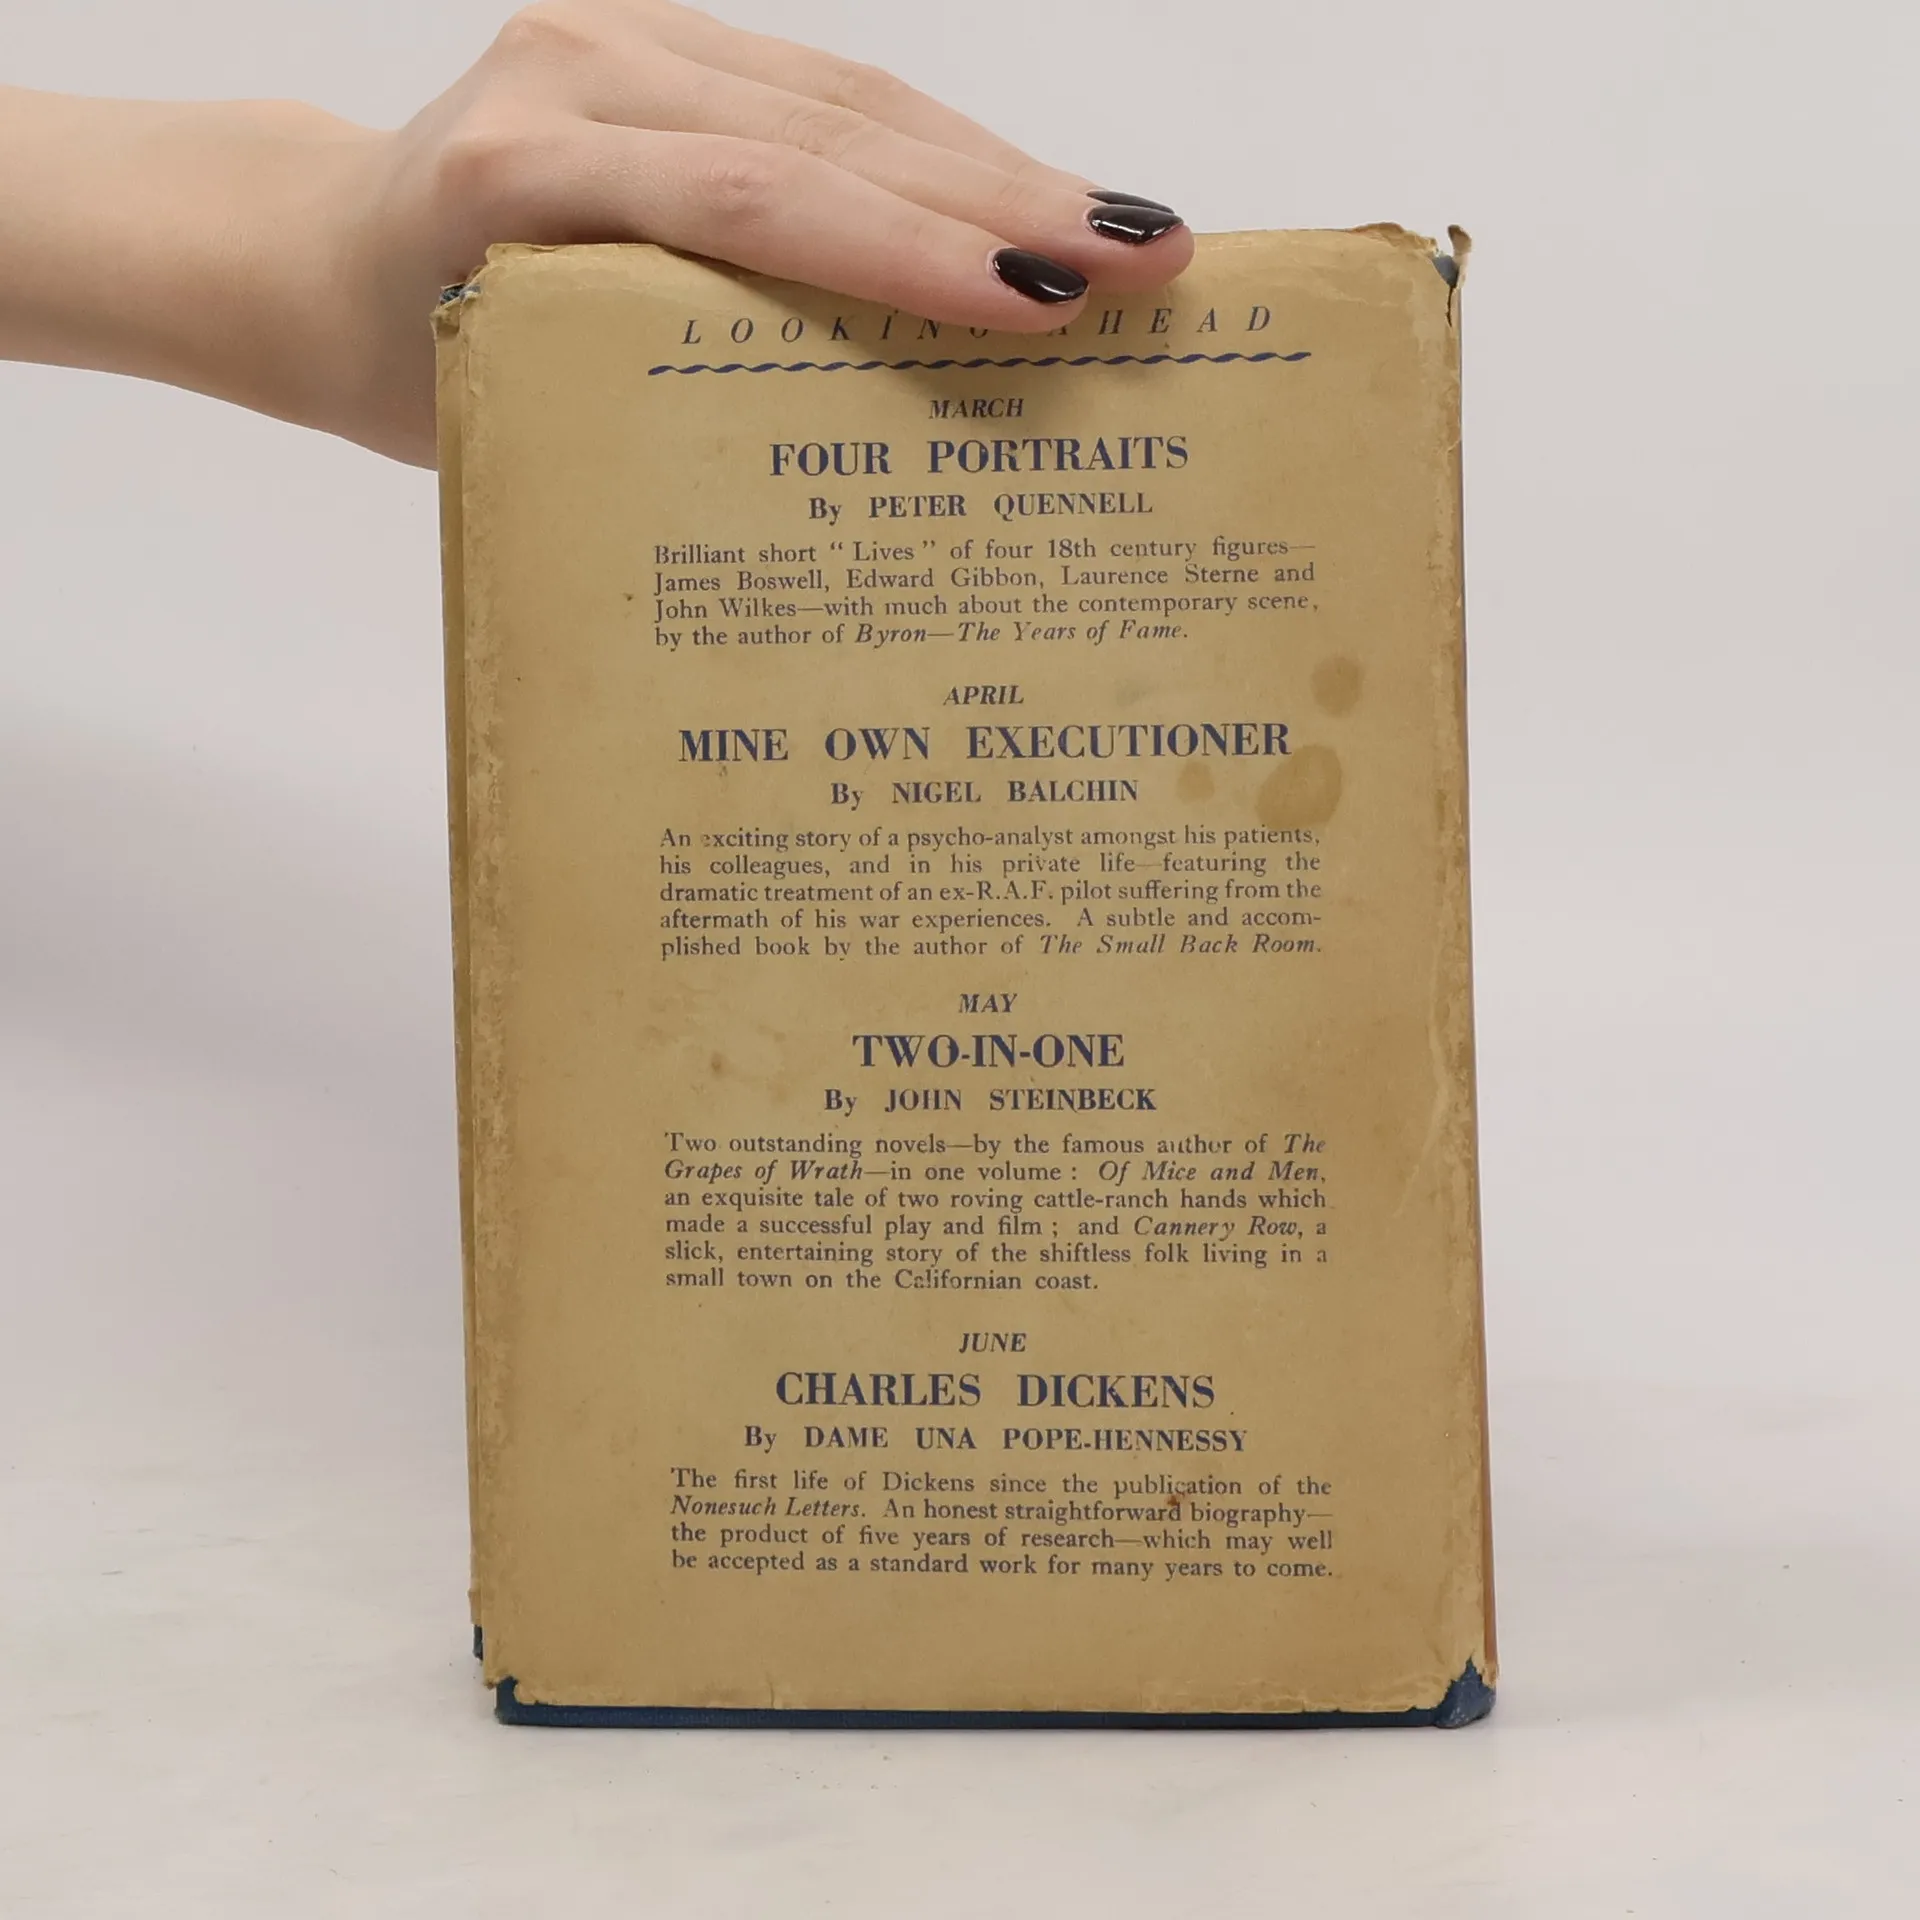 LOOKING AHEAD
MARCH
FOUR PORTRAITS
By PETER QUENNELL
Brilliant short “ Lives ” of four 18th century figures—
James Boswell, Edward Gibbon, Laurence Sterne and
John Wilkes—with much about the contemporary scene,
by the author of Byron—The Years of Fame.
APRIL
MINE OWN EXECUTIONER
By NIGEL BALCHIN
An exciting story of a psycho-analyst amongst his patients,
his colleagues, and in his private life—featuring the
dramatic treatment of an ex-R.A.F. pilot suffering from the
aftermath of his war experiences. A subtle and accom-
plished book by the author of The Small Back Room.
MAY
TWO-IN-ONE
By JOHN STEINBECK
Two outstanding novels—by the famous author of The
Grapes of Wrath—in one volume : Of Mice and Men,
an exquisite tale of two roving cattle-ranch hands which
made a successful play and film ; and Cannery Row, a
slick, entertaining story of the shiftless folk living in a
small town on the Californian coast.
JUNE
CHARLES DICKENS
By DAME UNA POPE-HENNESSY
The first life of Dickens since the publication of the
Nonesuch Letters. An honest straightforward biography—
the product of five years of research—which may well
be accepted as a standard work for many years to come.